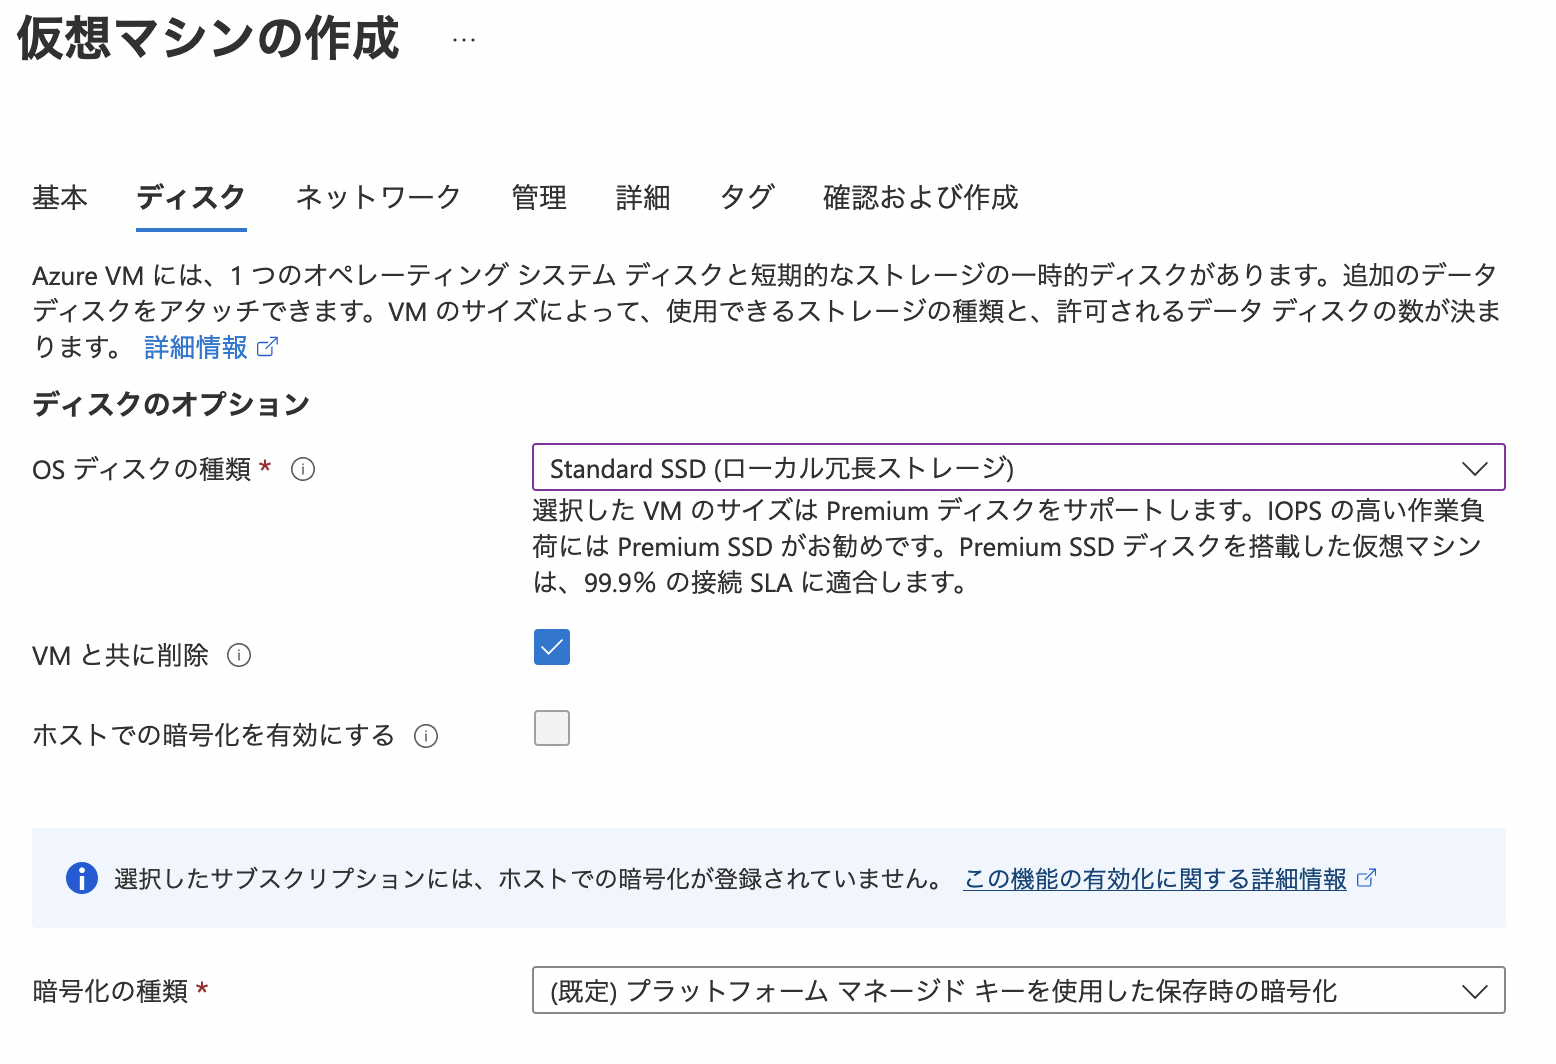 仮想マシンの作成 …
基本 ディスク ネットワーク 管理 詳細 タグ 確認および作成
Azure VM には、1 つのオペレーティング システム ディスクと短期的なストレージの一時的ディスクがあります。追加のデータ
ディスクをアタッチできます。VM のサイズによって、使用できるストレージの種類と、許可されるデータ ディスクの数が決ま
ります。 詳細情報
ディスクのオプション
OS ディスクの種類 *
Standard SSD (ローカル冗長ストレージ)
選択した VM のサイズは Premium ディスクをサポートします。IOPS の高い作業負
荷には Premium SSD がお勧めです。Premium SSD ディスクを搭載した仮想マシン
は、99.9% の接続 SLA に適合します。
VM と共に削除
ホストでの暗号化を有効にする
選択したサブスクリプションには、ホストでの暗号化が登録されていません。 この機能の有効化に関する詳細情報
暗号化の種類 *
(既定) プラットフォーム マネージド キーを使用した保存時の暗号化